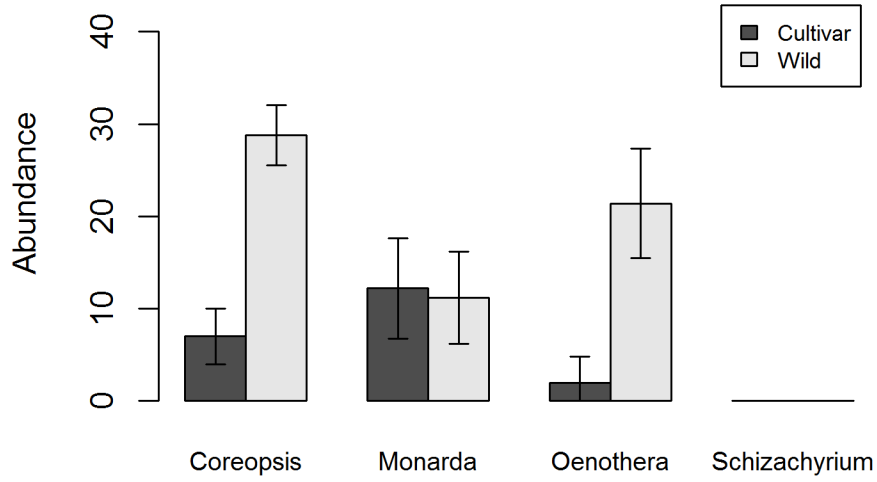 Cultivar
Wild
Abundance
40
30
20
10
0
Coreopsis Monarda Oenothera Schizachyrium